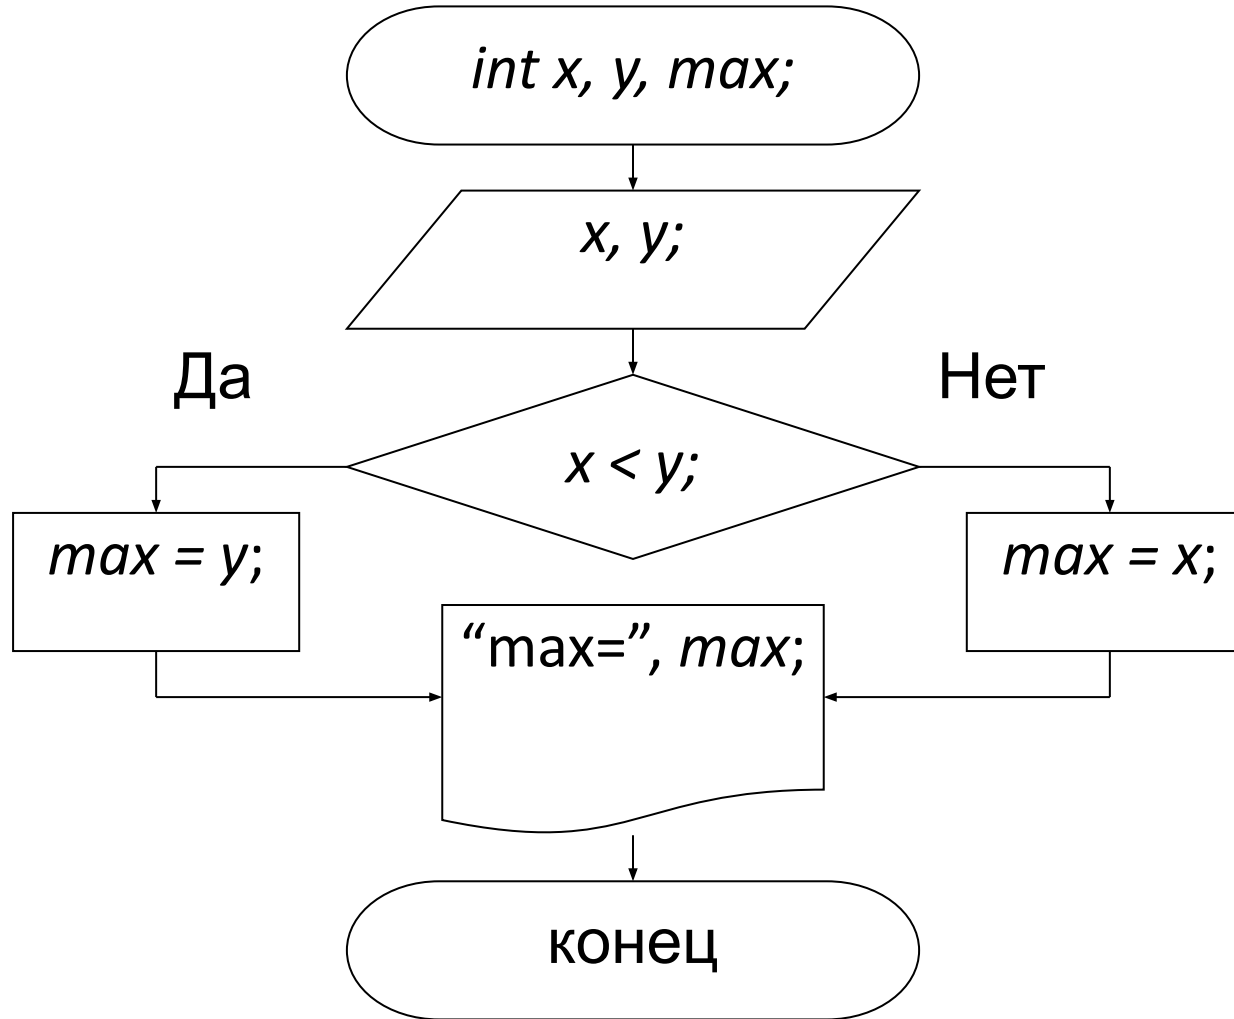 int x, y, max;
x, y;
Да
Нет
x < y;
max = y;
max = x;
“max=”, max;
конец